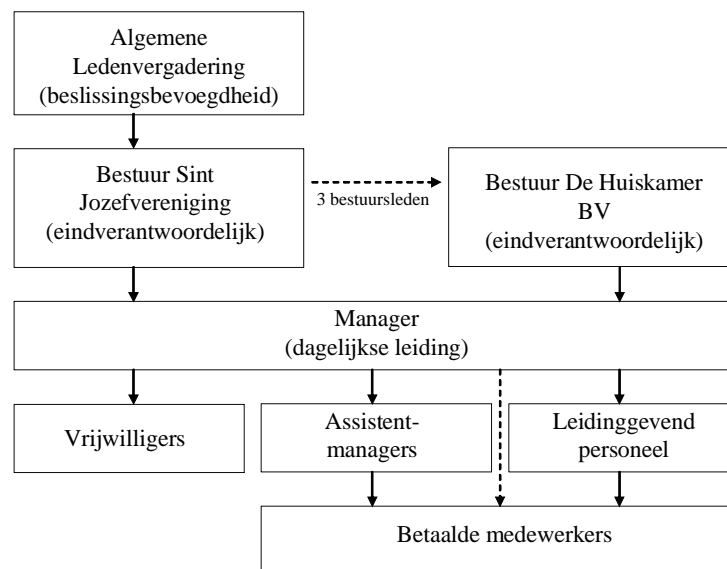 Algemene
Ledenvergadering
(beslissingsbevoegdheid)
Bestuur Sint
Jozefvereniging
(eindverantwoordelijk)
3 bestuursleden
Bestuur De Huiskamer
BV
(eindverantwoordelijk)
Manager
(dagelijkse leiding)
Vrijwilligers
Assistent-
managers
Leidinggevend
personeel
Betaalde medewerkers